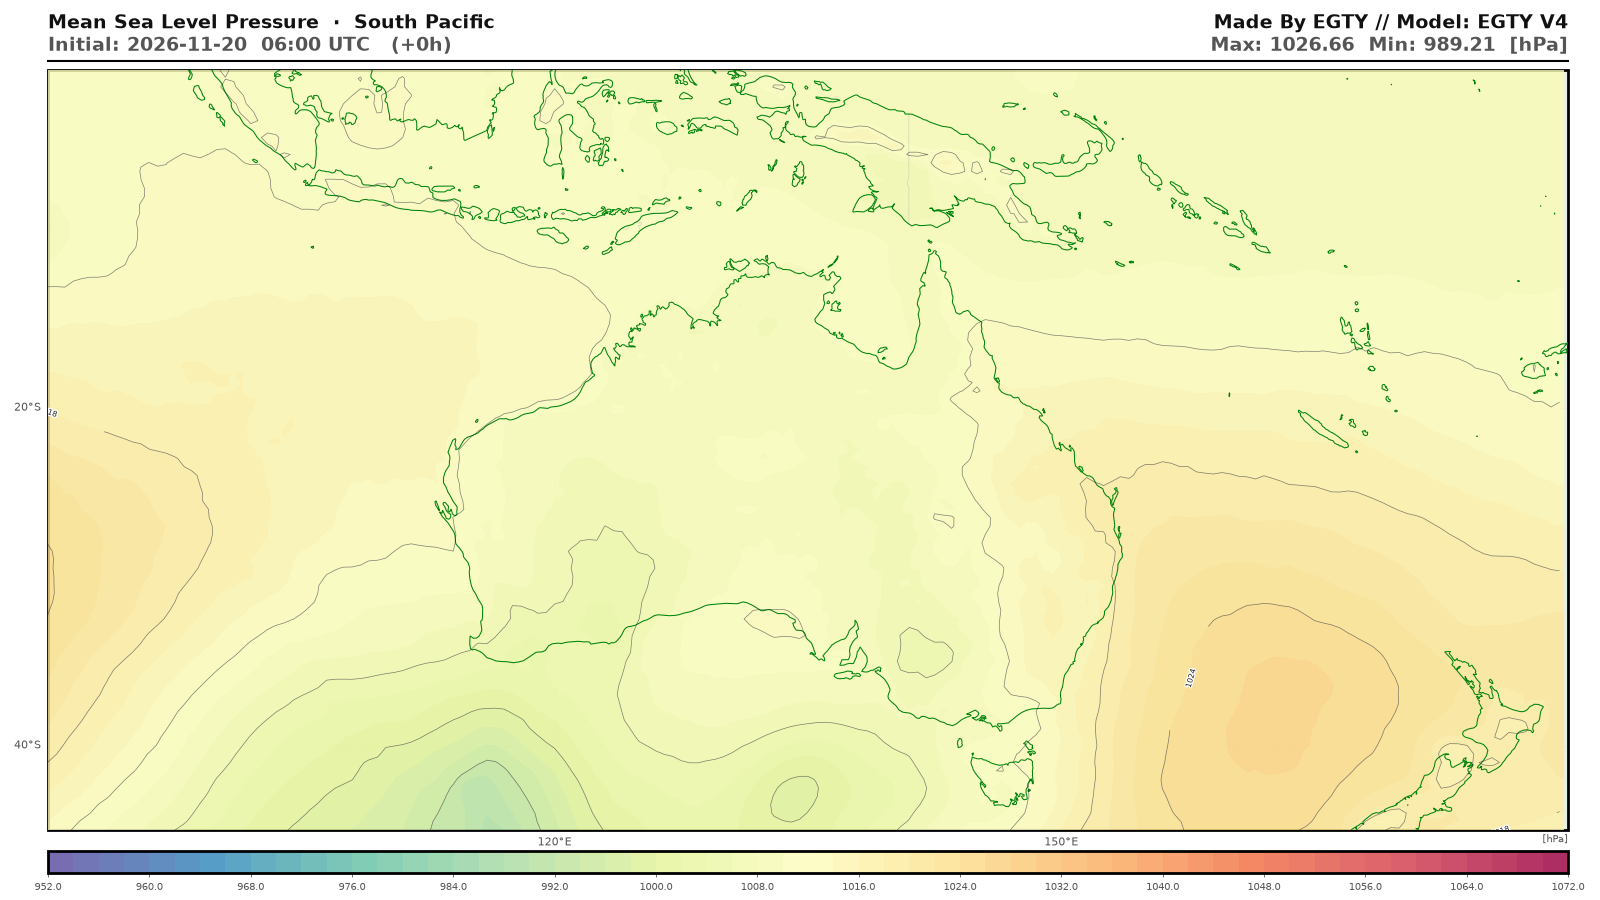 Mean Sea Level Pressure · South Pacific
Made By EGTY // Model: EGTY V4
Initial: 2026-11-20 06:00 UTC (+0h)
Max: 1026.66 Min: 989.21 [hPa]
20°S
18
1024
40°S
18
120°E
150°E
[hPa]
952.0 960.0 968.0 976.0 984.0 992.0 1000.0 1008.0 1016.0 1024.0 1032.0 1040.0 1048.0 1056.0 1064.0 1072.0